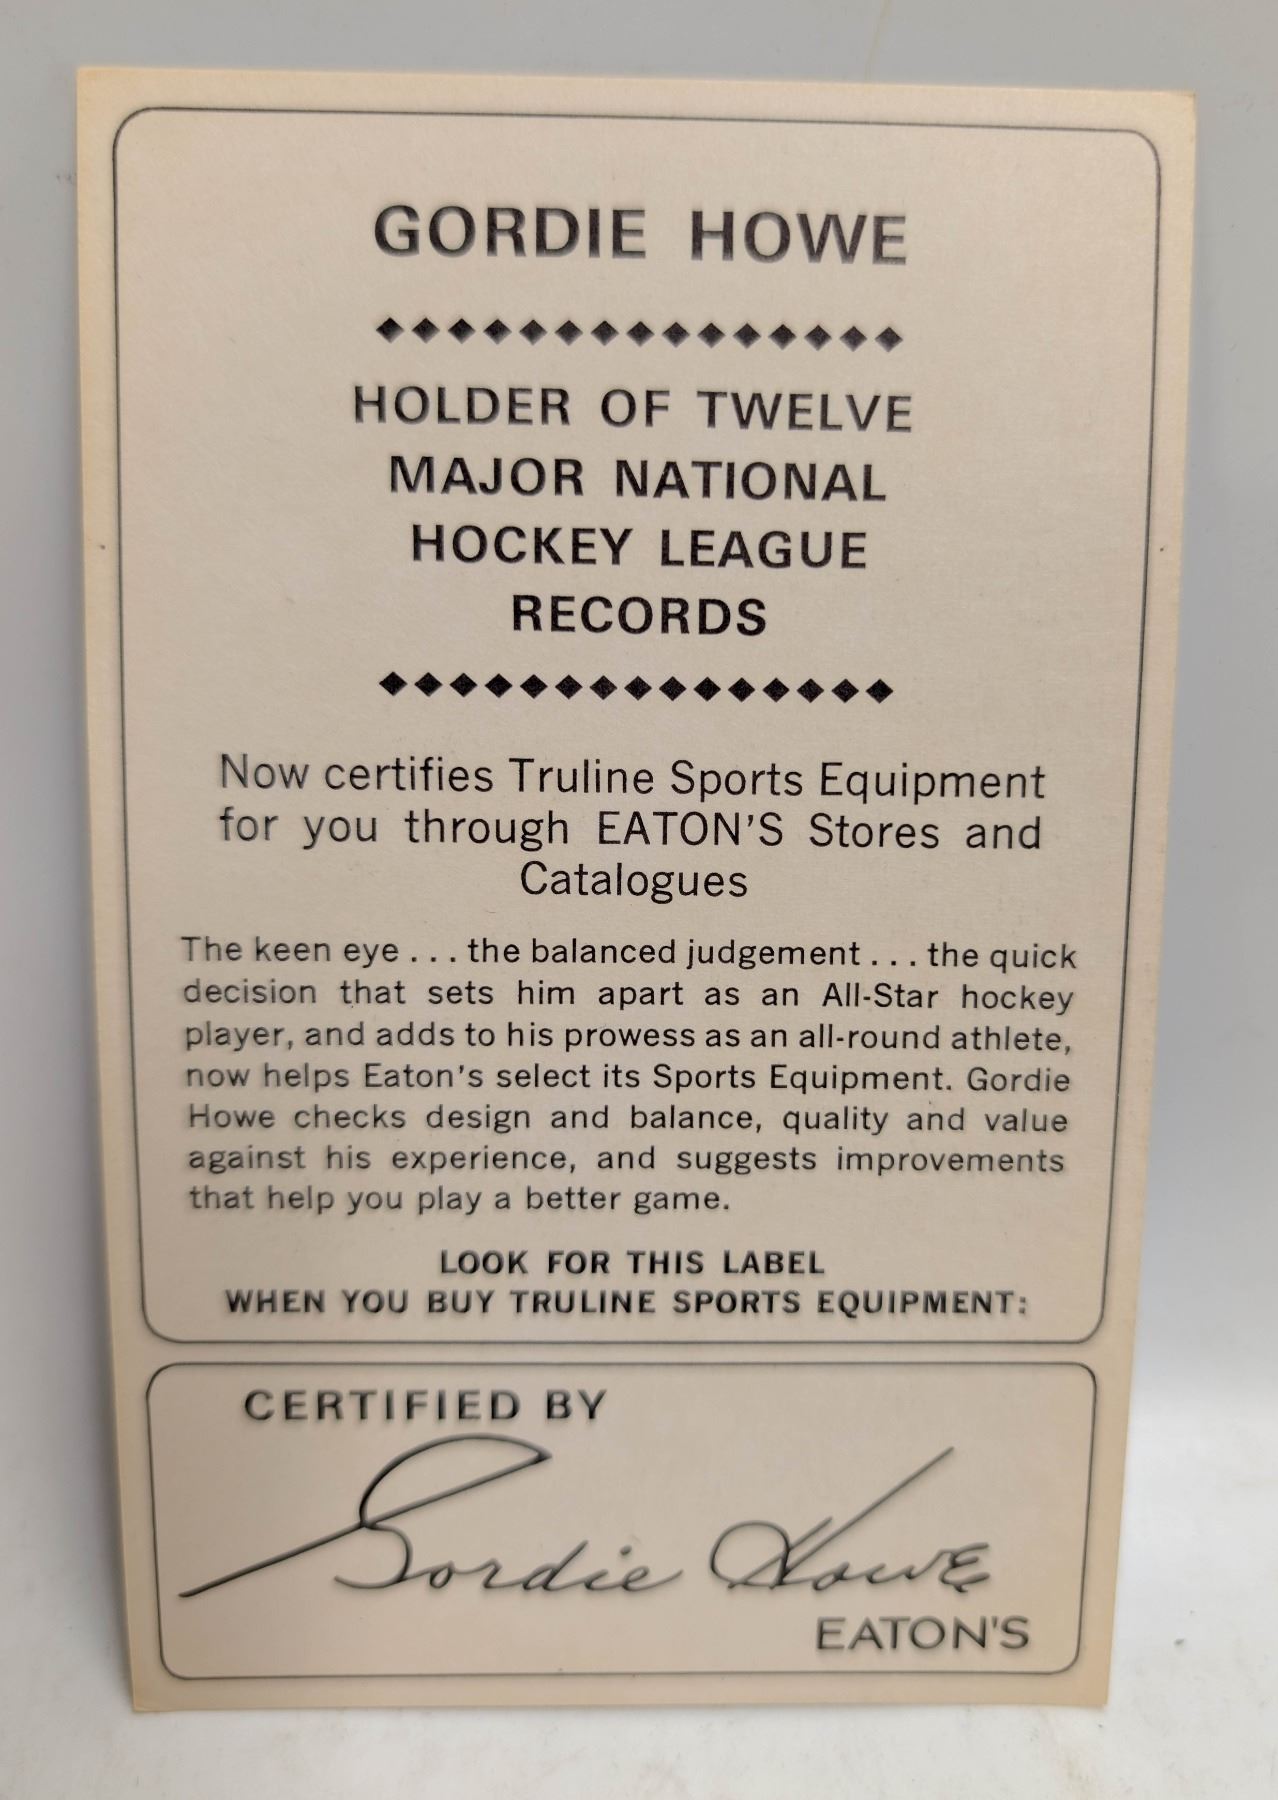 GORDIE HOWE
HOLDER OF TWELVE
MAJOR NATIONAL
HOCKEY LEAGUE
RECORDS
Now certifies Truline Sports Equipment
for you through EATON'S Stores and
Catalogues
The keen eye . . . the balanced judgement . . . the quick
decision that sets him apart as an All-Star hockey
player, and adds to his prowess as an all-round athlete,
now helps Eaton's select its Sports Equipment. Gordie
Howe checks design and balance, quality and value
against his experience, and suggests improvements
that help you play a better game.
LOOK FOR THIS LABEL
WHEN YOU BUY TRULINE SPORTS EQUIPMENT:
CERTIFIED BY
Gordie Howe
EATON'S